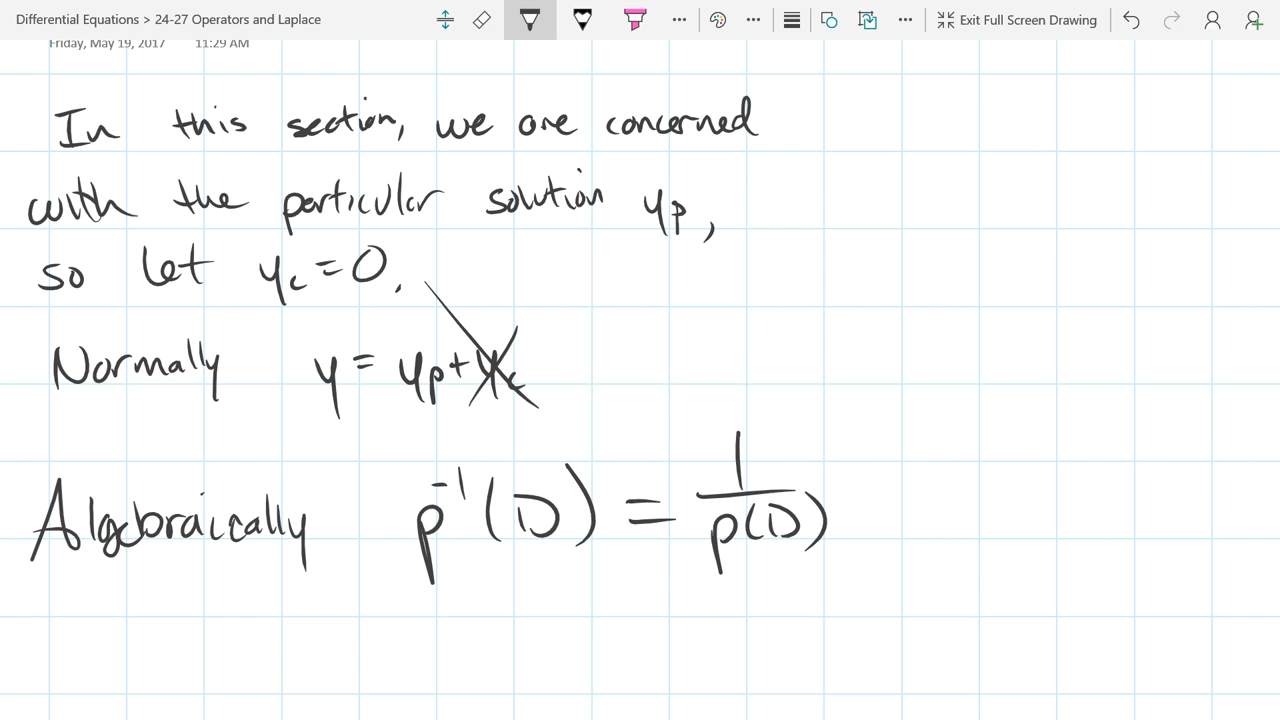 Differential Equations > 24-27 Operators and Laplace
Exit Full Screen Drawing
Friday, May 19, 2017 11:29 AM
In this section, we are concerned
with the particular solution yp,
so let yc = 0.
Normally y = yp + yc
Algebraically p⁻¹(D) = 1/p(D)